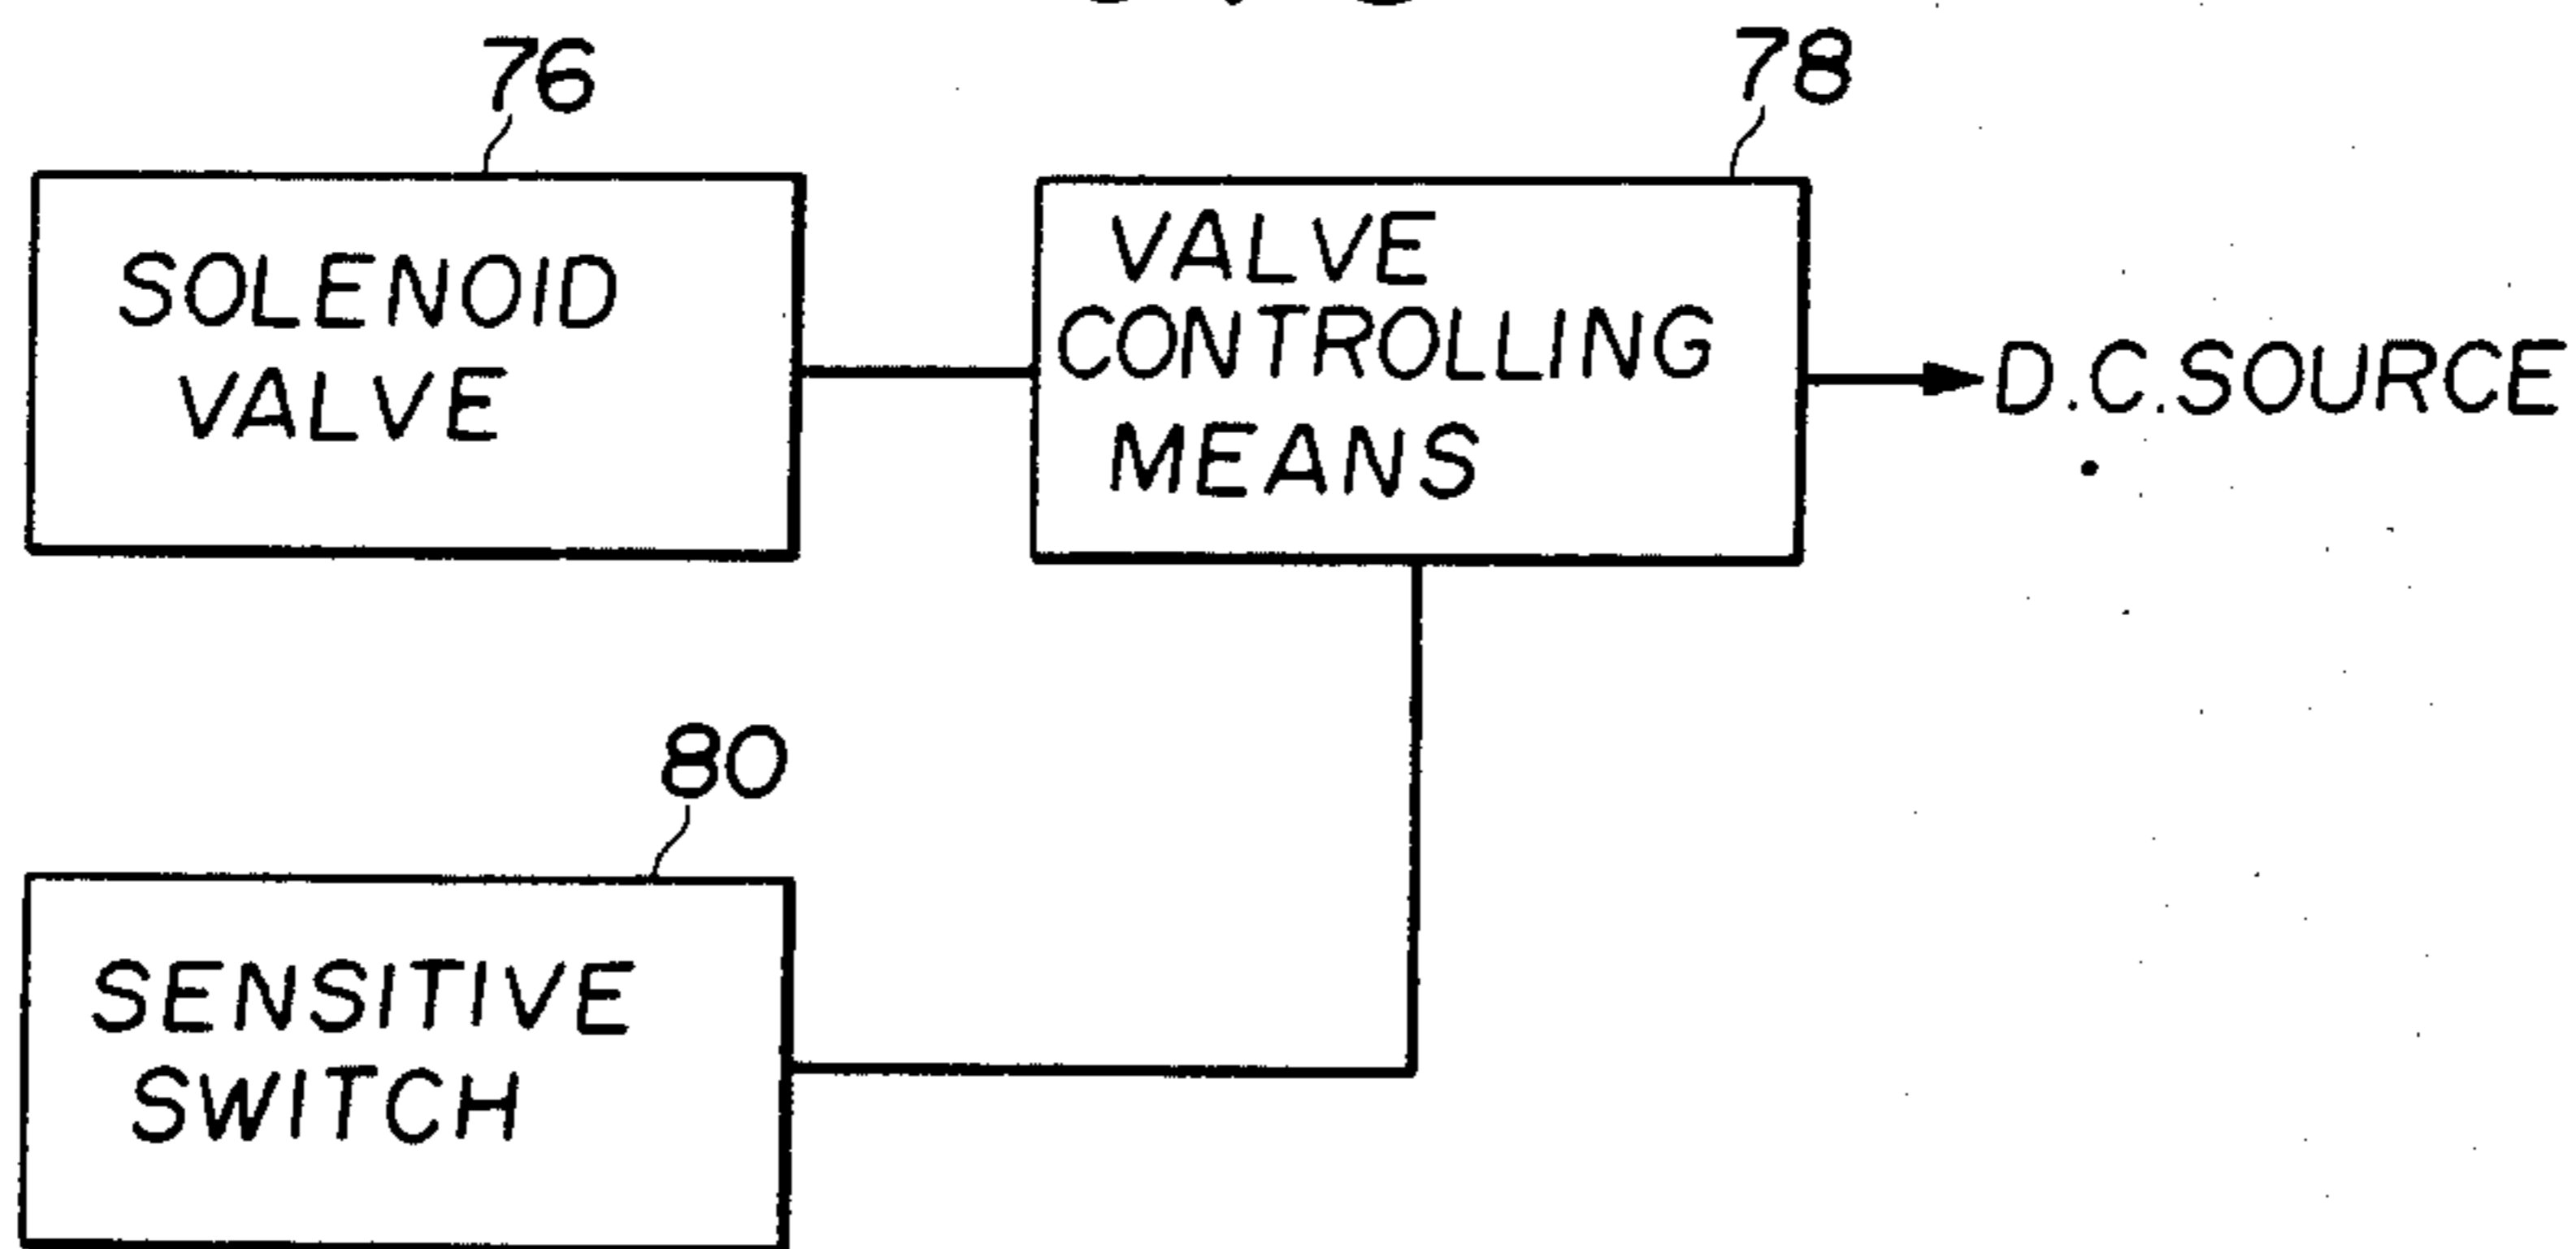 76
SOLENOID
VALVE
78
VALVE
CONTROLLING
MEANS
D.C. SOURCE
80
SENSITIVE
SWITCH